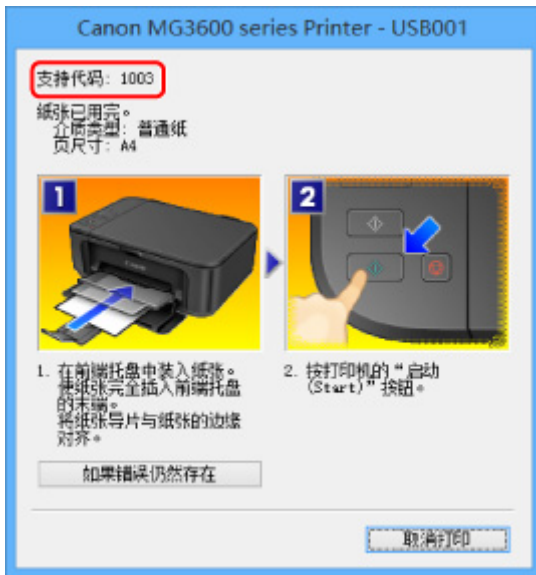 Canon MG3600 series Printer - USB001
支持代码: 1003
纸张已用完。
介质类型: 普通纸
页尺寸: A4
1
2
Canon
1. 在前端托盘中装入纸张。
使纸张完全插入前端托盘
的末端。
将纸张导片与纸张的边缘
对齐。
2. 按打印机的“启动
(Start)”按钮。
如果错误仍然存在
取消打印